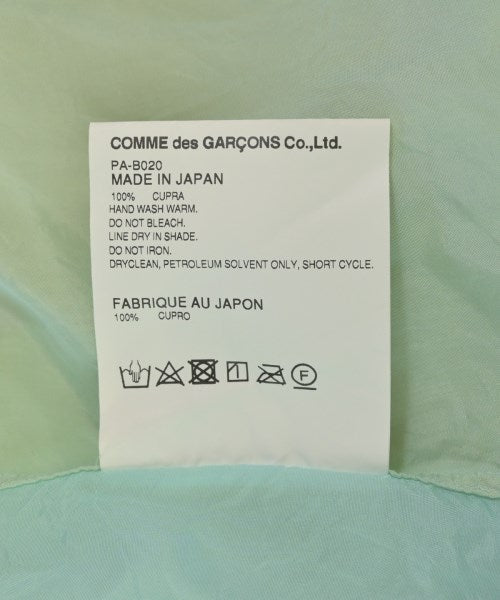 COMME des GARÇONS Co.,Ltd.
PA-B020
MADE IN JAPAN
100% CUPRA
HAND WASH WARM.
DO NOT BLEACH.
LINE DRY IN SHADE.
DO NOT IRON.
DRYCLEAN, PETROLEUM SOLVENT ONLY, SHORT CYCLE.
FABRIQUE AU JAPON
100% CUPRO
F